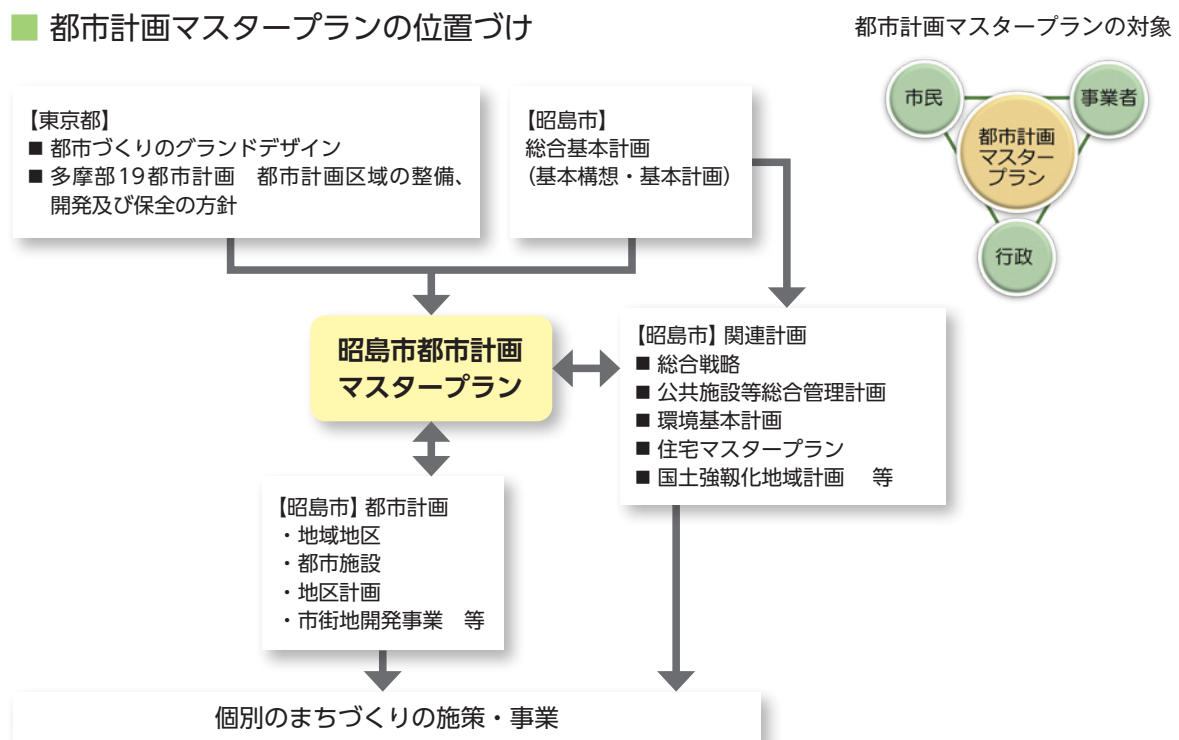 ■ 都市計画マスタープランの位置づけ
都市計画マスタープランの対象
市民
事業者
都市計画
マスター
プラン
行政
【東京都】
■ 都市づくりのグランドデザイン
■ 多摩部19都市計画　都市計画区域の整備、
開発及び保全の方針
【昭島市】
総合基本計画
（基本構想・基本計画）
昭島市都市計画
マスタープラン
【昭島市】関連計画
■ 総合戦略
■ 公共施設等総合管理計画
■ 環境基本計画
■ 住宅マスタープラン
■ 国土強靱化地域計画　等
【昭島市】都市計画
・地域地区
・都市施設
・地区計画
・市街地開発事業　等
個別のまちづくりの施策・事業